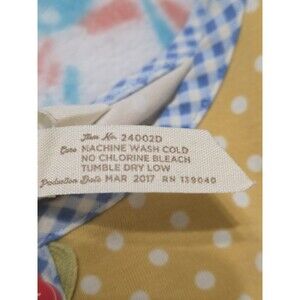 Item No. 24002D
Care MACHINE WASH COLD
NO CHLORINE BLEACH
TUMBLE DRY LOW
Production Date MAR 2017 RN 139040